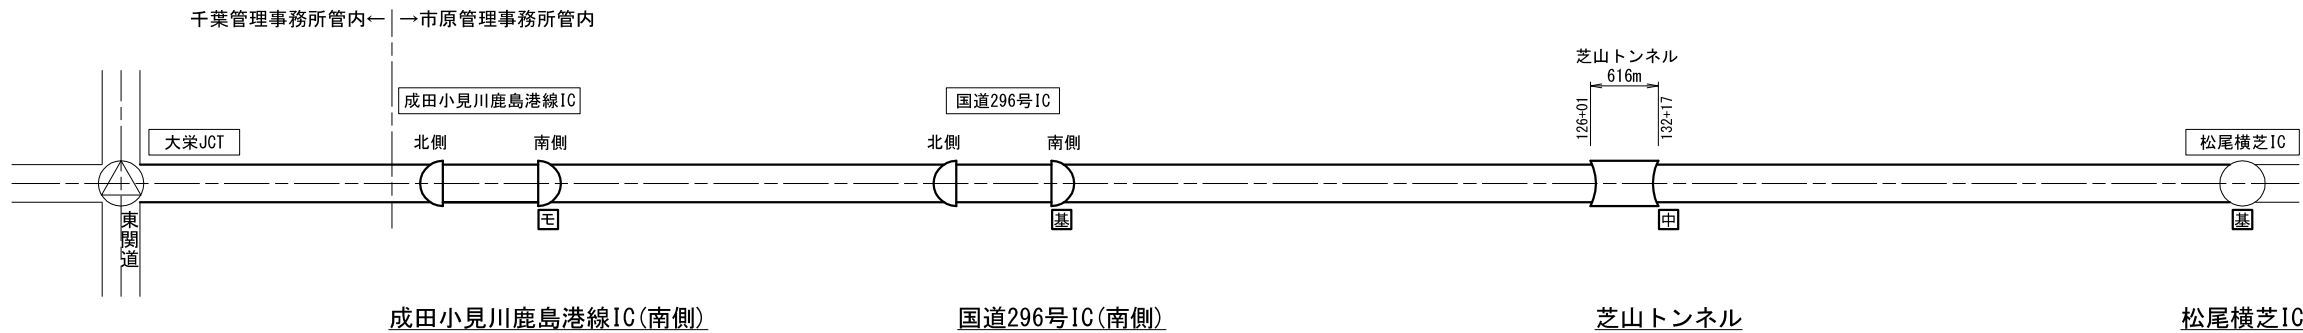 千葉管理事務所管内←
→市原管理事務所管内
芝山トンネル
616m
126+01
132+17
成田小見川鹿島港線IC
国道296号IC
大栄JCT
北側
南側
北側
南側
松尾横芝IC
東関道
モ
基
中
基
成田小見川鹿島港線IC(南側)
国道296号IC(南側)
芝山トンネル
松尾横芝IC